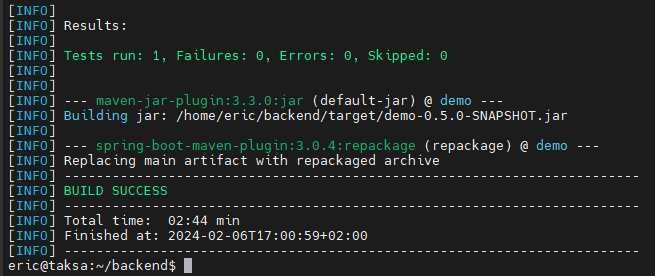 [INFO]
[INFO] Results:
[INFO]
[INFO] Tests run: 1, Failures: 0, Errors: 0, Skipped: 0
[INFO]
[INFO]
[INFO] --- maven-jar-plugin:3.3.0:jar (default-jar) @ demo ---
[INFO] Building jar: /home/eric/backend/target/demo-0.5.0-SNAPSHOT.jar
[INFO]
[INFO] --- spring-boot-maven-plugin:3.0.4:repackage (repackage) @ demo ---
[INFO] Replacing main artifact with repackaged archive
[INFO] ------------------------------------------------------------------------
[INFO] BUILD SUCCESS
[INFO] ------------------------------------------------------------------------
[INFO] Total time:  02:44 min
[INFO] Finished at: 2024-02-06T17:00:59+02:00
[INFO] ------------------------------------------------------------------------
eric@taksa:~/backend$